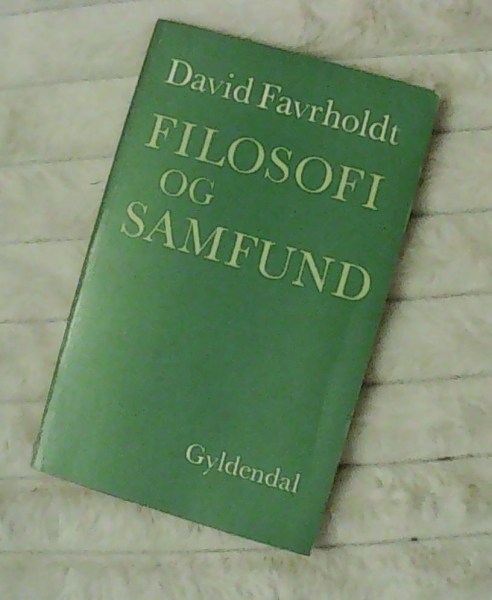 David Favrholdt
FILOSOFI
OG
SAMFUND
Gyldendal